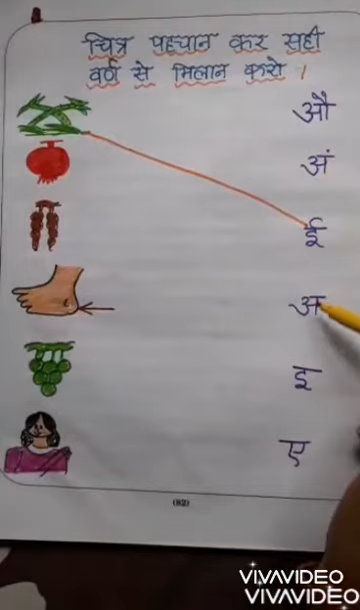 चित्र पहचान कर सही
वर्ण से मिलान करो ।
औ
अं
ई
अ
इ
ए
(82)
VIVAVIDEO
VIVAVIDEO